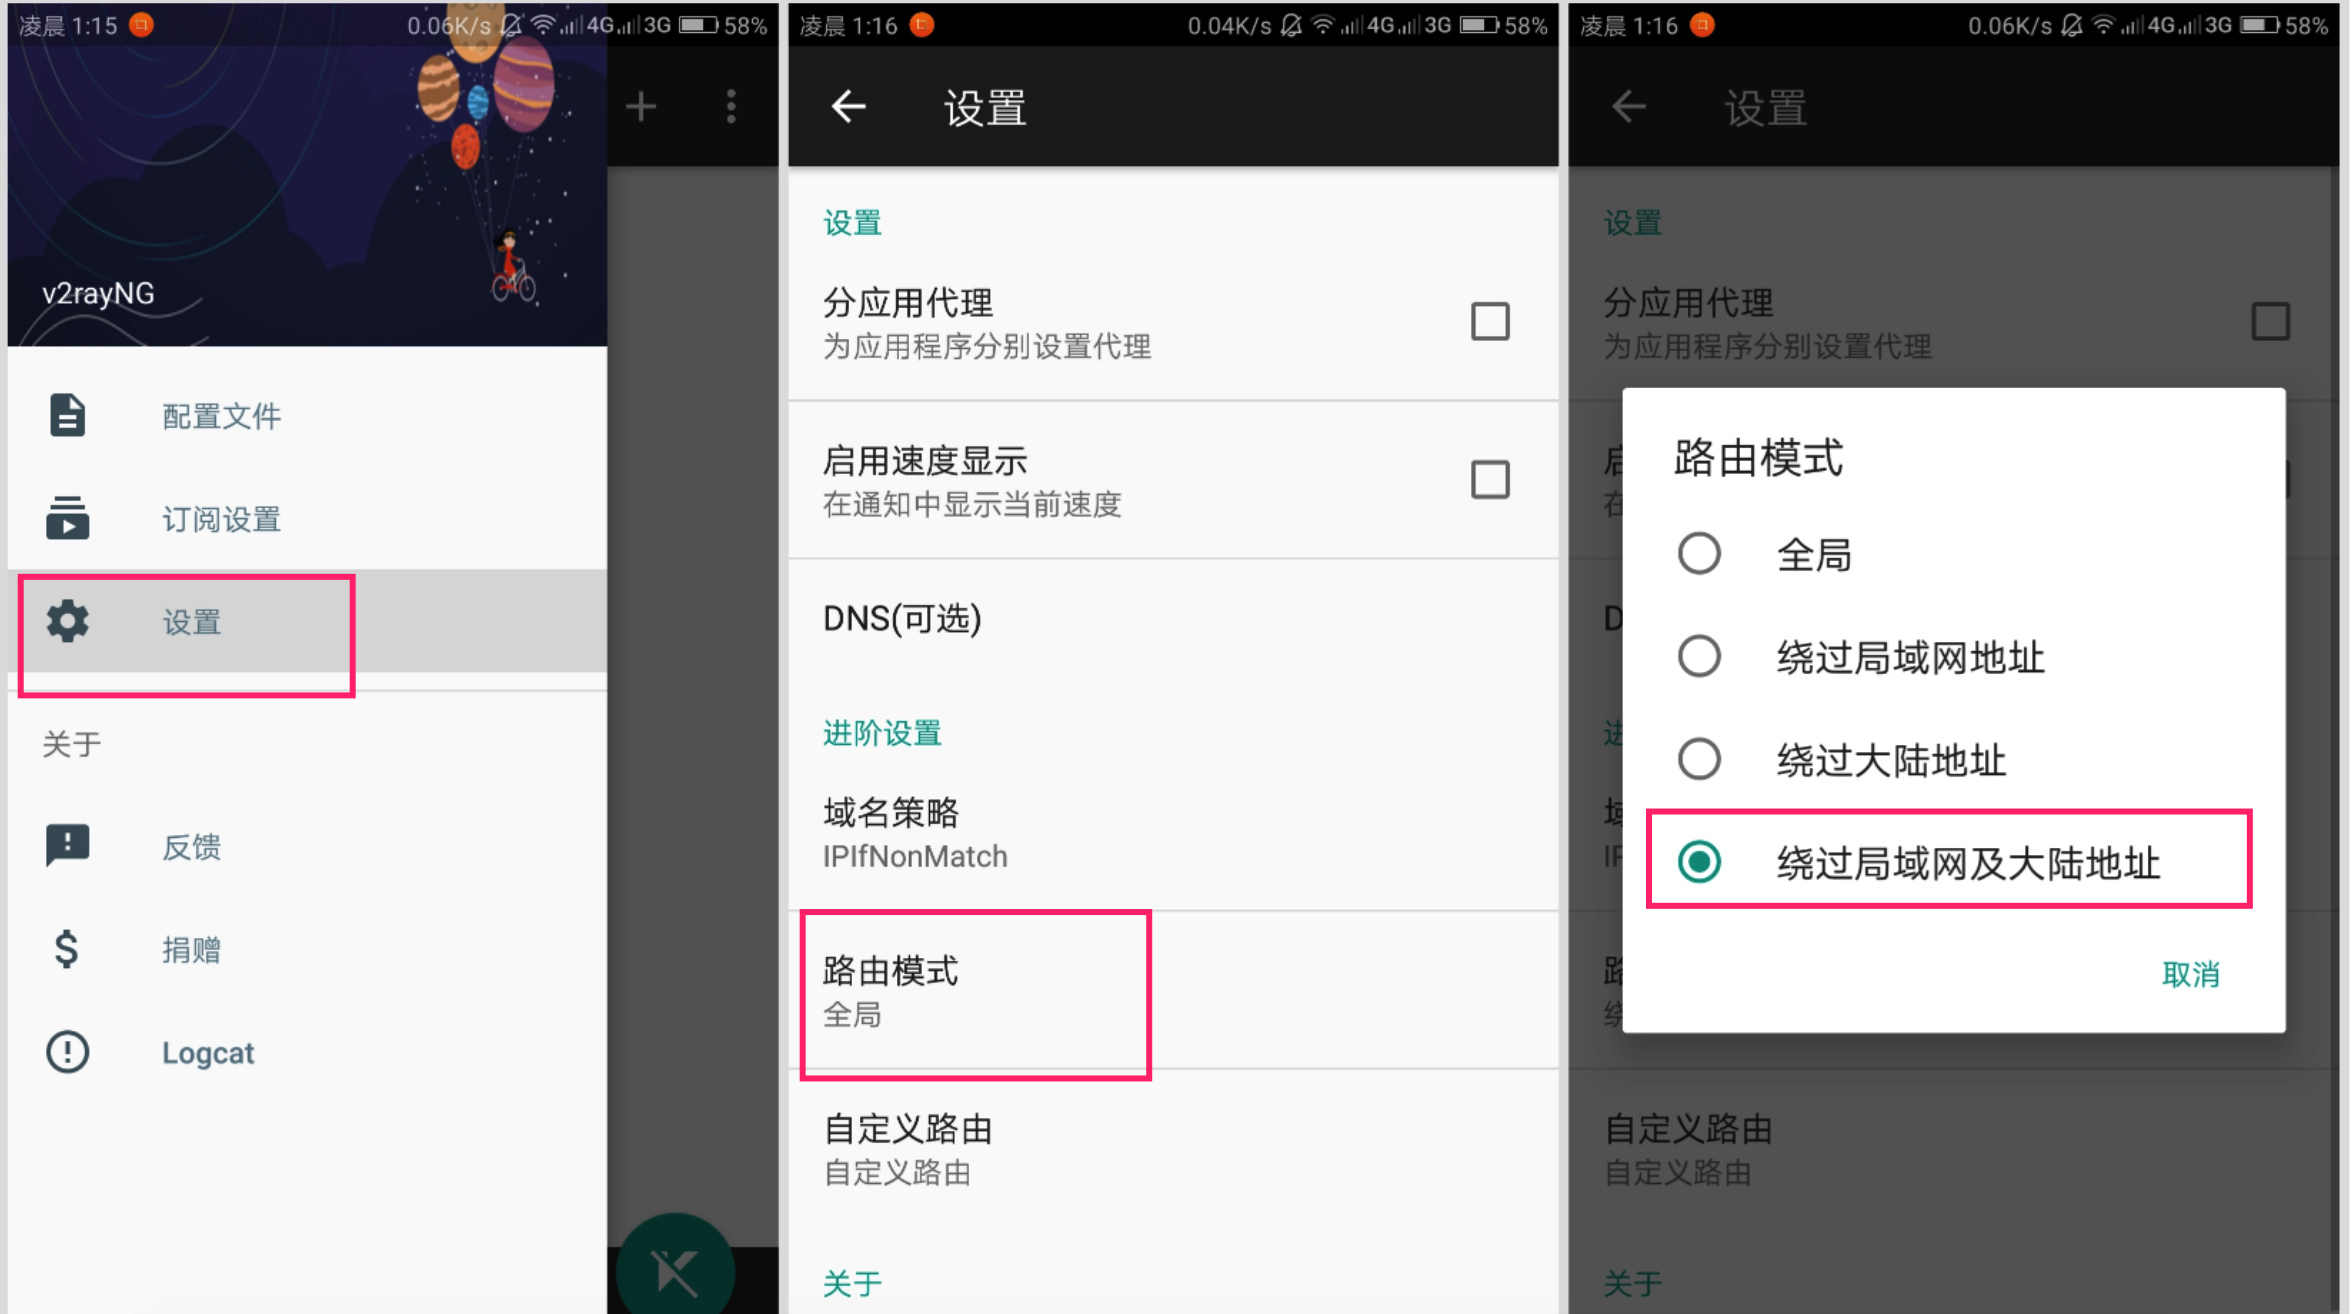 凌晨 1:15
0.06K/s 4G 3G 58%
v2rayNG
配置文件
订阅设置
设置
关于
反馈
捐赠
Logcat
凌晨 1:16
0.04K/s 4G 3G 58%
设置
设置
分应用代理
为应用程序分别设置代理
启用速度显示
在通知中显示当前速度
DNS(可选)
进阶设置
域名策略
IPIfNonMatch
路由模式
全局
自定义路由
自定义路由
关于
凌晨 1:16
0.06K/s 4G 3G 58%
设置
设置
分应用代理
为应用程序分别设置代理
路由模式
全局
绕过局域网地址
绕过大陆地址
绕过局域网及大陆地址
取消
自定义路由
自定义路由
关于